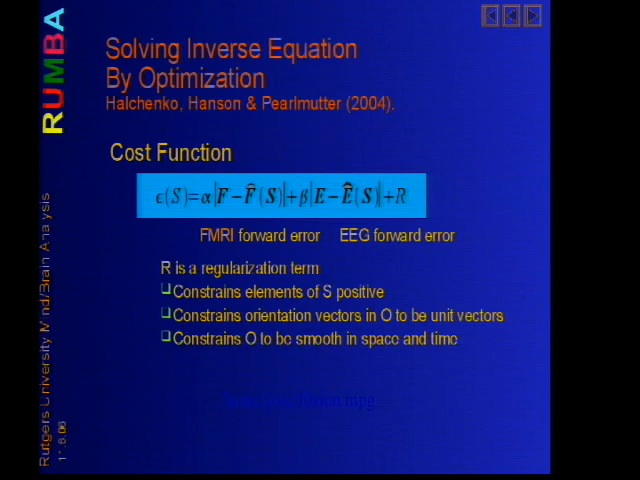 Solving Inverse Equation
By Optimization
Halchenko, Hanson & Pearlmutter (2004).
Cost Function
ϵ(S)=α|F−F̂(S)|+β|E−Ê(S)|+R
FMRI forward error EEG forward error
R is a regularization term
Constrains elements of S positive
Constrains orientation vectors in O to be unit vectors
Constrains O to be smooth in space and time
fusion.mpg
RUMBA
Rutgers University Mind/Brain Analysis